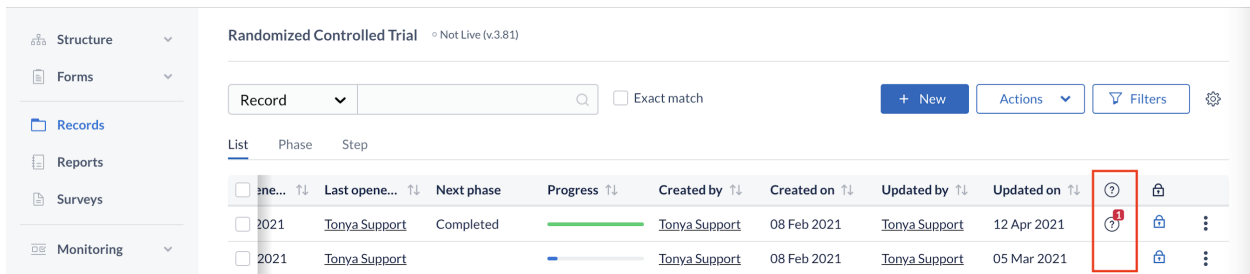 Structure
Forms
Records
Reports
Surveys
Monitoring
Randomized Controlled Trial Not Live (v.3.81)
Record Exact match + New Actions Filters
List Phase Step
ene... Last opene... Next phase Progress Created by Created on Updated by Updated on ?
2021 Tonya Support Completed Tonya Support 08 Feb 2021 Tonya Support 12 Apr 2021 ? 1
2021 Tonya Support Tonya Support 08 Feb 2021 Tonya Support 05 Mar 2021